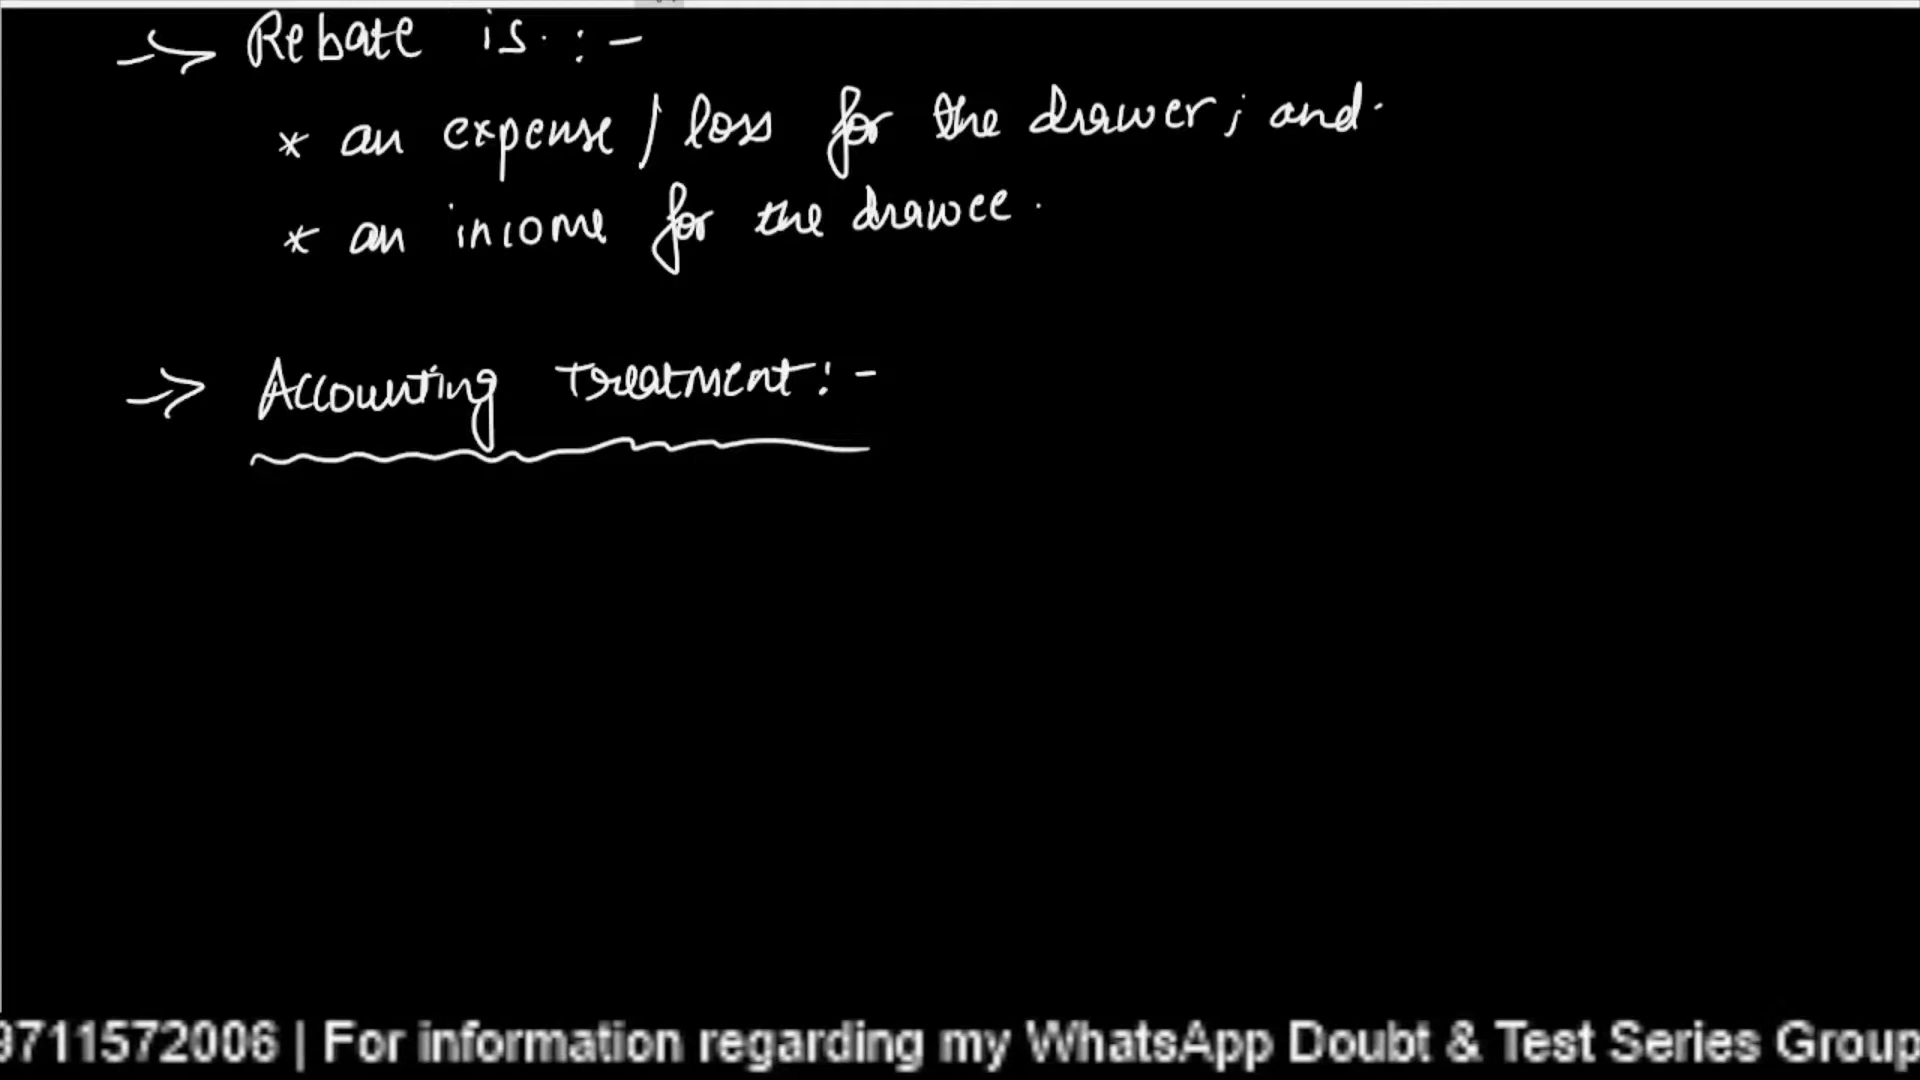 → Rebate is :-
* an expense / loss for the drawer ; and
* an income for the drawee .
→ Accounting Treatment :-
9711572006 | For information regarding my WhatsApp Doubt & Test Series Group